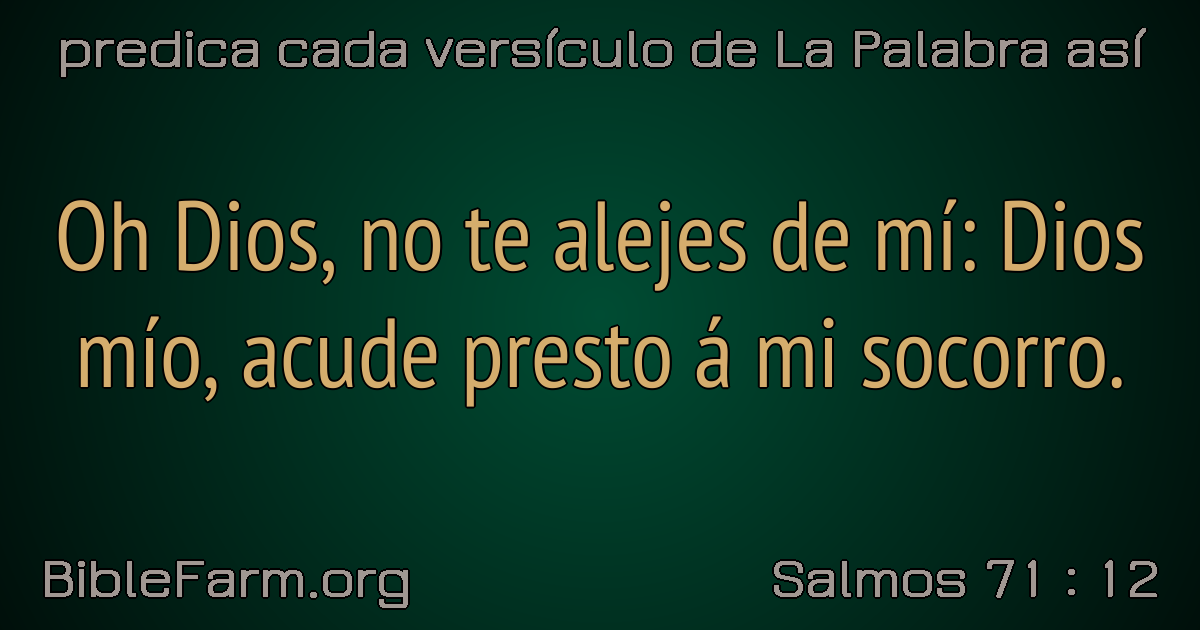 predica cada versículo de La Palabra así
Oh Dios, no te alejes de mí: Dios
mío, acude presto á mi socorro.
BibleFarm.org
Salmos 71 : 12